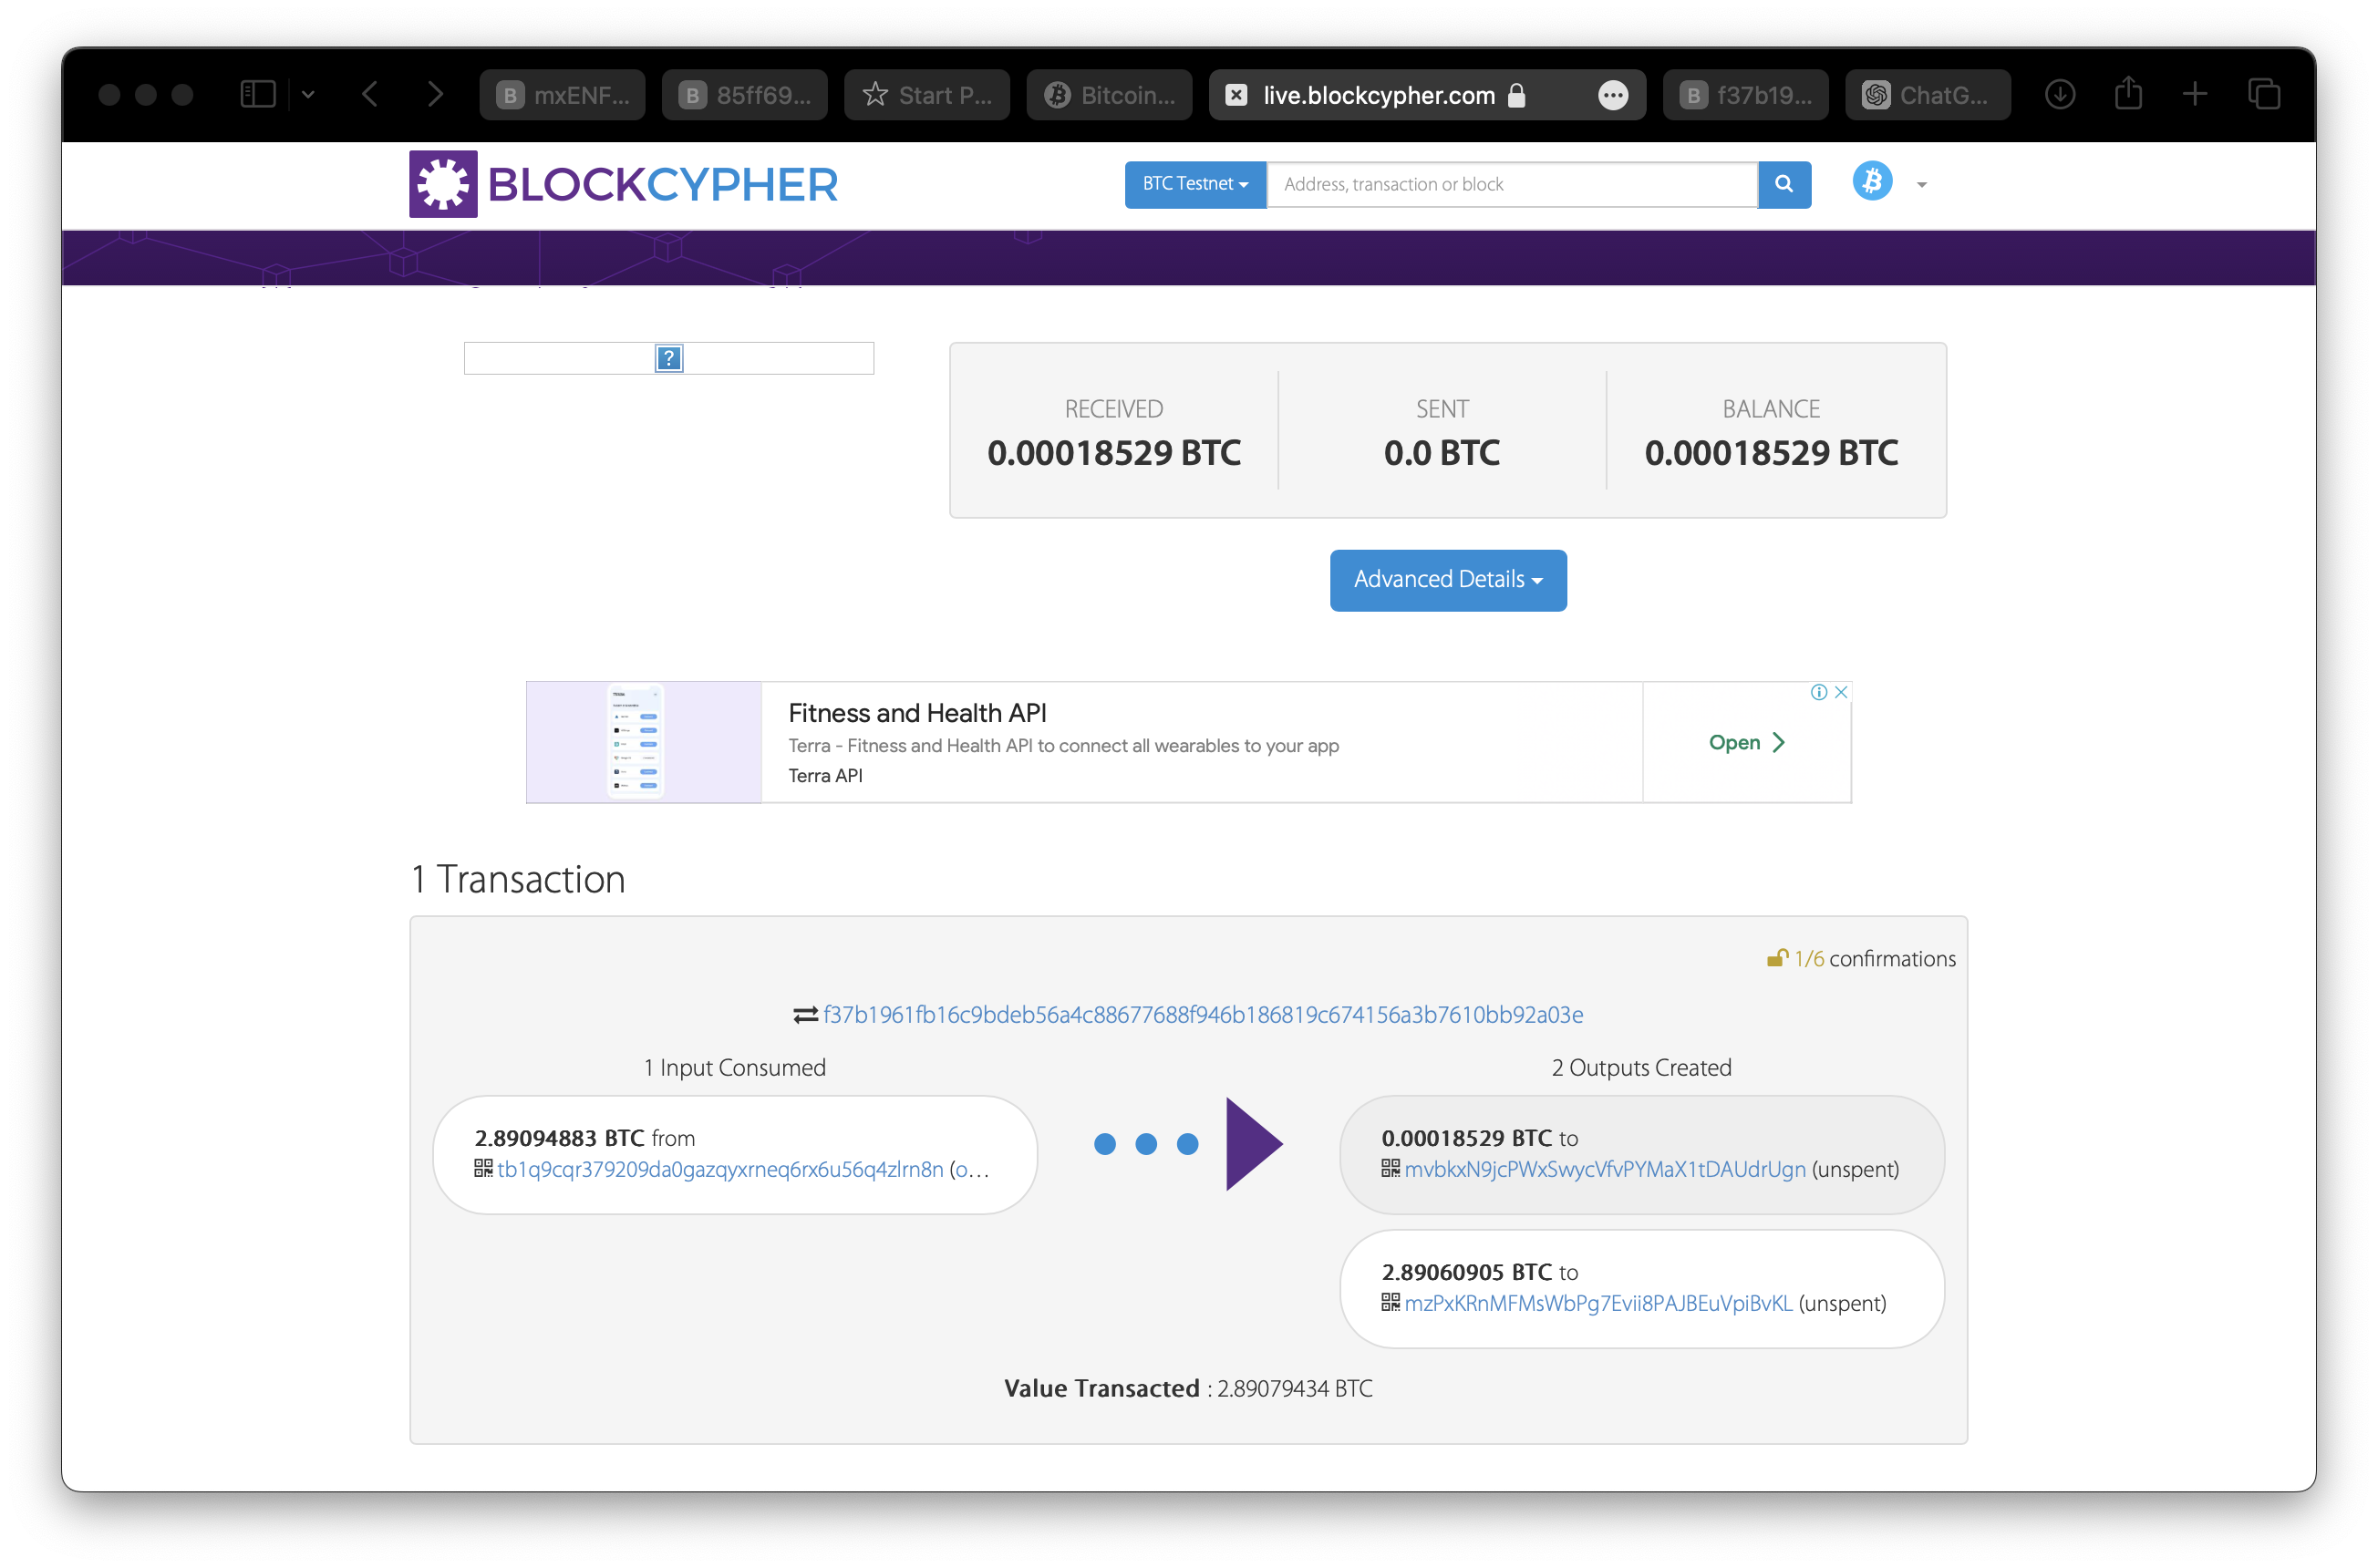 mxENF...
85ff69...
Start P...
Bitcoin...
live.blockcypher.com
f37b19...
ChatG...
BLOCKCYPHER
BTC Testnet
Address, transaction or block
RECEIVED
0.00018529 BTC
SENT
0.0 BTC
BALANCE
0.00018529 BTC
Advanced Details
Fitness and Health API
Terra - Fitness and Health API to connect all wearables to your app
Terra API
Open
1 Transaction
1/6 confirmations
f37b1961fb16c9bdeb56a4c88677688f946b186819c674156a3b7610bb92a03e
1 Input Consumed
2.89094883 BTC from
tb1q9cqr379209da0gazqyxrneq6rx6u56q4zlrn8n (o…
2 Outputs Created
0.00018529 BTC to
mvbkxN9jcPWxSwycVfvPYMaX1tDAUdrUgn (unspent)
2.89060905 BTC to
mzPxKRnMFMsWbPg7Evii8PAJBEuVpiBvKL (unspent)
Value Transacted : 2.89079434 BTC